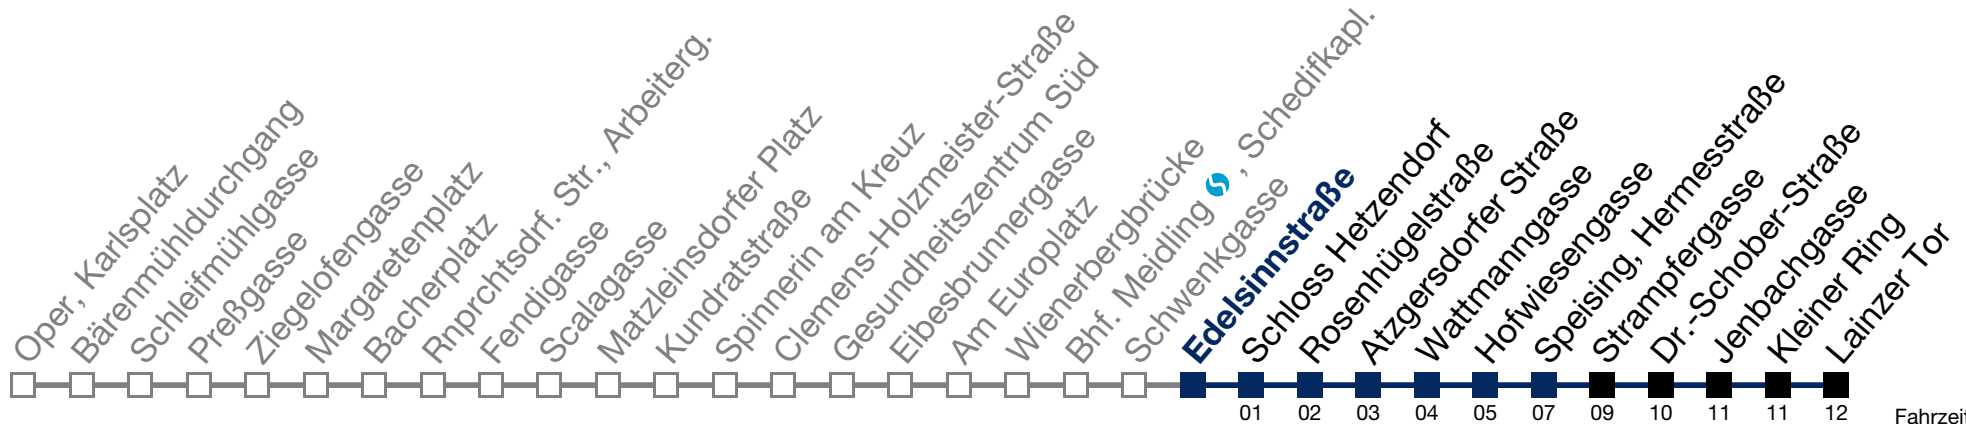 Oper, Karlsplatz
Bärenmühldurchgang
Schleifmühlgasse
Preßgasse
Ziegelofengasse
Margaretenplatz
Bacherplatz
Rnprchtsdrf. Str., Arbeiterg.
Fendigasse
Scalagasse
Matzleinsdorfer Platz
Kundratstraße
Spinnerin am Kreuz
Clemens-Holzmeister-Straße
Gesundheitszentrum Süd
Eibesbrunnergasse
Am Europlatz
Wienerbergbrücke
Bhf. Meidling S, Schedifkapl.
Schwenkgasse
Edelsinnstraße
Schloss Hetzendorf
Rosenhügelstraße
Atzgersdorfer Straße
Wattmanngasse
Hofwiesengasse
Speising, Hermesstraße
Strampfergasse
Dr.-Schober-Straße
Jenbachgasse
Kleiner Ring
Lainzer Tor
01 02 03 04 05 07 09 10 11 11 12 Fahrzeit